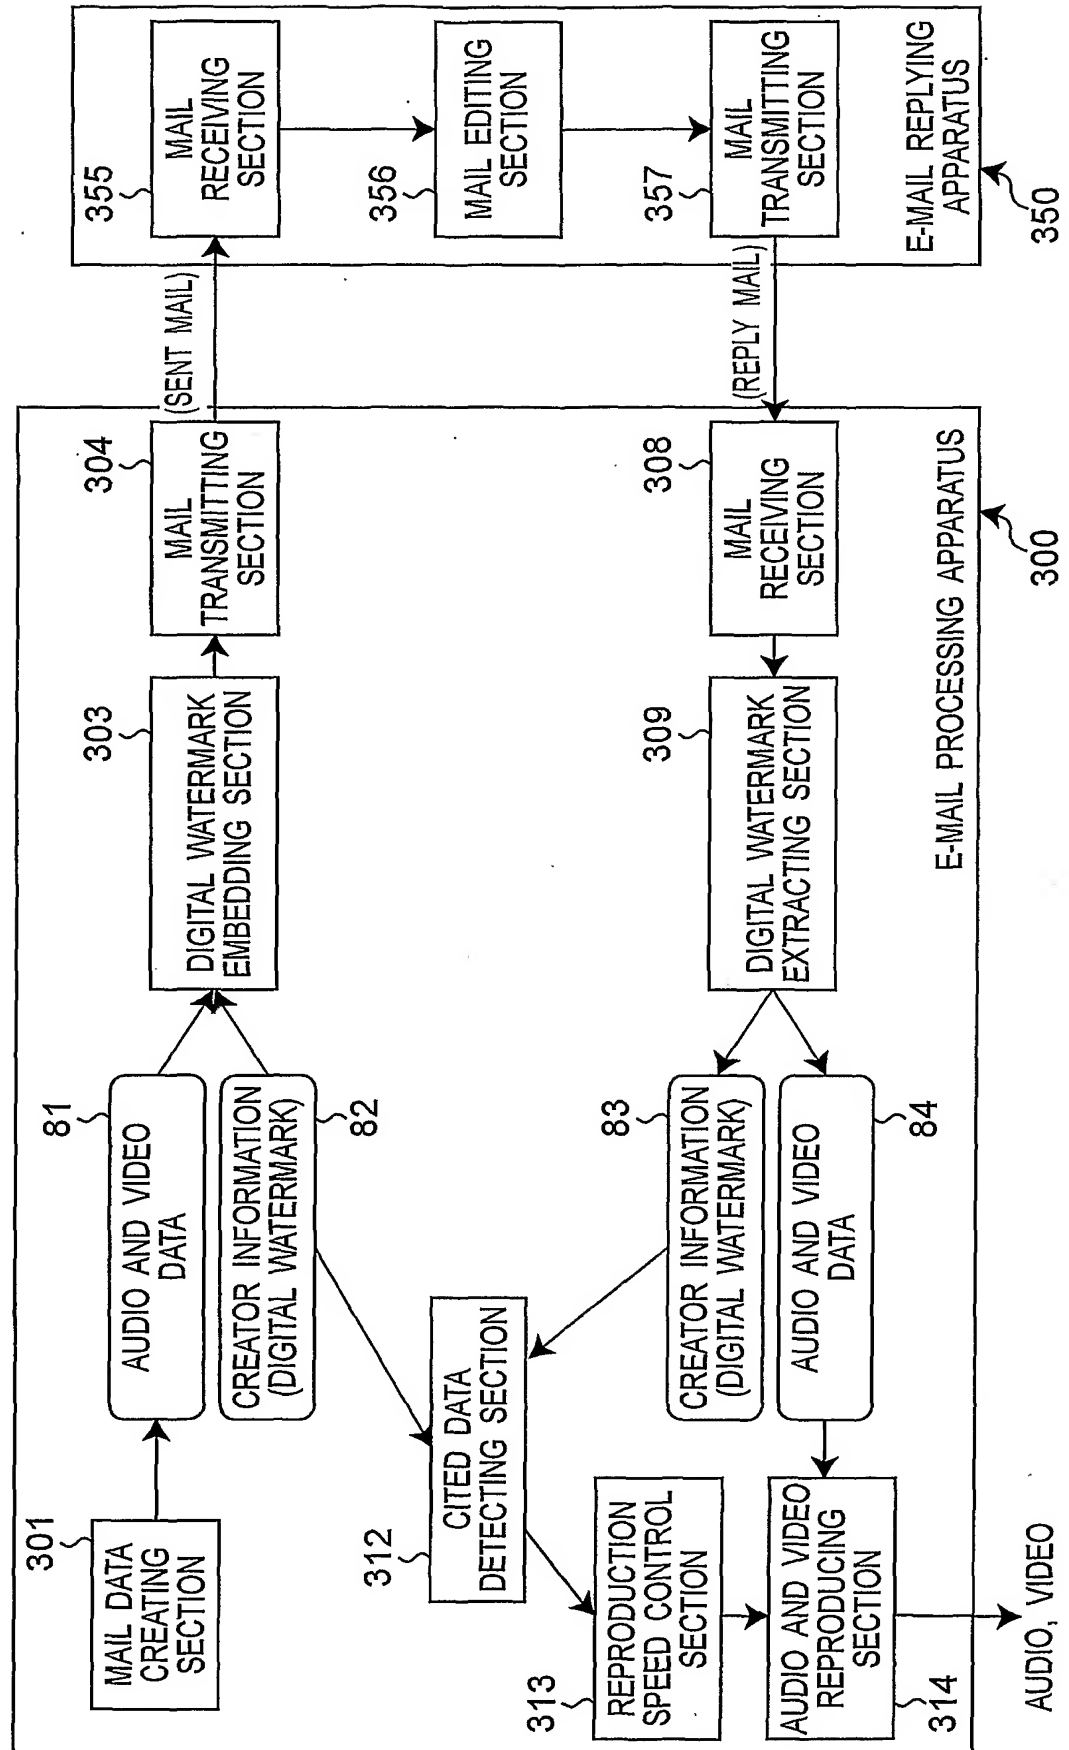 301
MAIL DATA
CREATING
SECTION
81
AUDIO AND VIDEO
DATA
CREATOR INFORMATION
(DIGITAL WATERMARK)
82
303
DIGITAL WATERMARK
EMBEDDING SECTION
304
MAIL
TRANSMITTING
SECTION
(SENT MAIL)
355
MAIL
RECEIVING
SECTION
356
MAIL EDITING
SECTION
357
MAIL
TRANSMITTING
SECTION
E-MAIL REPLYING
APPARATUS
350
(REPLY MAIL)
308
MAIL
RECEIVING
SECTION
309
DIGITAL WATERMARK
EXTRACTING SECTION
83
CREATOR INFORMATION
(DIGITAL WATERMARK)
AUDIO AND VIDEO
DATA
84
312
CITED DATA
DETECTING SECTION
313
REPRODUCTION
SPEED CONTROL
SECTION
AUDIO AND VIDEO
REPRODUCING
SECTION
314
E-MAIL PROCESSING APPARATUS
300
AUDIO, VIDEO